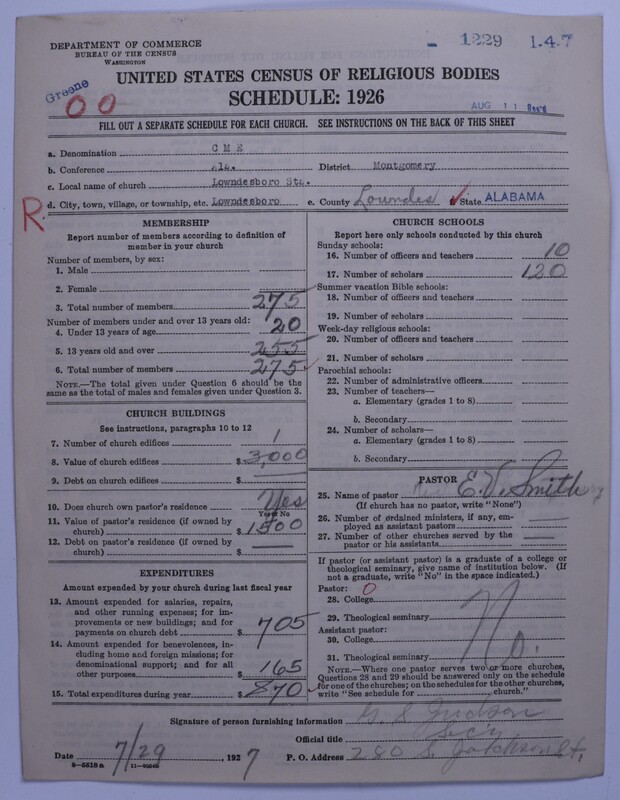 DEPARTMENT OF COMMERCE
BUREAU OF THE CENSUS
WASHINGTON
- 1229 1.4.7
Greene
00
UNITED STATES CENSUS OF RELIGIOUS BODIES
SCHEDULE: 1926
AUG 11 Rec'd
FILL OUT A SEPARATE SCHEDULE FOR EACH CHURCH. SEE INSTRUCTIONS ON THE BACK OF THIS SHEET
a. Denomination C M E
b. Conference Ala. District Montgomery
c. Local name of church Lowndesboro Sta.
R
d. City, town, village, or township, etc. Lowndesboro e. County Lowndes State ALABAMA
MEMBERSHIP
Report number of members according to definition of
member in your church
Number of members, by sex:
1. Male
2. Female
3. Total number of members 275
Number of members under and over 13 years old:
4. Under 13 years of age 20
5. 13 years old and over 255
6. Total number of members 275
NOTE.—The total given under Question 6 should be the
same as the total of males and females given under Question 3.
CHURCH BUILDINGS
See instructions, paragraphs 10 to 12
7. Number of church edifices 1
8. Value of church edifices $ 3,000
9. Debt on church edifices $
10. Does church own pastor's residence Yes
Yes or No
11. Value of pastor's residence (if owned by
church) $ 1500
12. Debt on pastor's residence (if owned by
church) $
EXPENDITURES
Amount expended by your church during last fiscal year
13. Amount expended for salaries, repairs,
and other running expenses; for im-
provements or new buildings; and for
payments on church debt $ 705
14. Amount expended for benevolences, in-
cluding home and foreign missions; for
denominational support; and for all
other purposes $ 165
15. Total expenditures during year $ 870
CHURCH SCHOOLS
Report here only schools conducted by this church
Sunday schools:
16. Number of officers and teachers 10
17. Number of scholars 120
Summer vacation Bible schools:
18. Number of officers and teachers
19. Number of scholars
Week-day religious schools:
20. Number of officers and teachers
21. Number of scholars
Parochial schools:
22. Number of administrative officers
23. Number of teachers—
a. Elementary (grades 1 to 8)
b. Secondary
24. Number of scholars—
a. Elementary (grades 1 to 8)
b. Secondary
PASTOR
25. Name of pastor E. V. Smith
(If church has no pastor, write "None")
26. Number of ordained ministers, if any, em-
ployed as assistant pastors
27. Number of other churches served by the
pastor or his assistants
If pastor (or assistant pastor) is a graduate of a college or
theological seminary, give name of institution below. (If
not a graduate, write "No" in the space indicated.)
Pastor: 0
28. College
29. Theological seminary No.
Assistant pastor:
30. College
31. Theological seminary
NOTE.—Where one pastor serves two or more churches,
Questions 28 and 29 should be answered only on the schedule
for one of the churches; on the schedules for the other churches,
write "See schedule for church."
Signature of person furnishing information G. S. Judson
Official title Secy
Date 7/29, 1927 P. O. Address 280 S. Jackson St.
8-5518a 11-